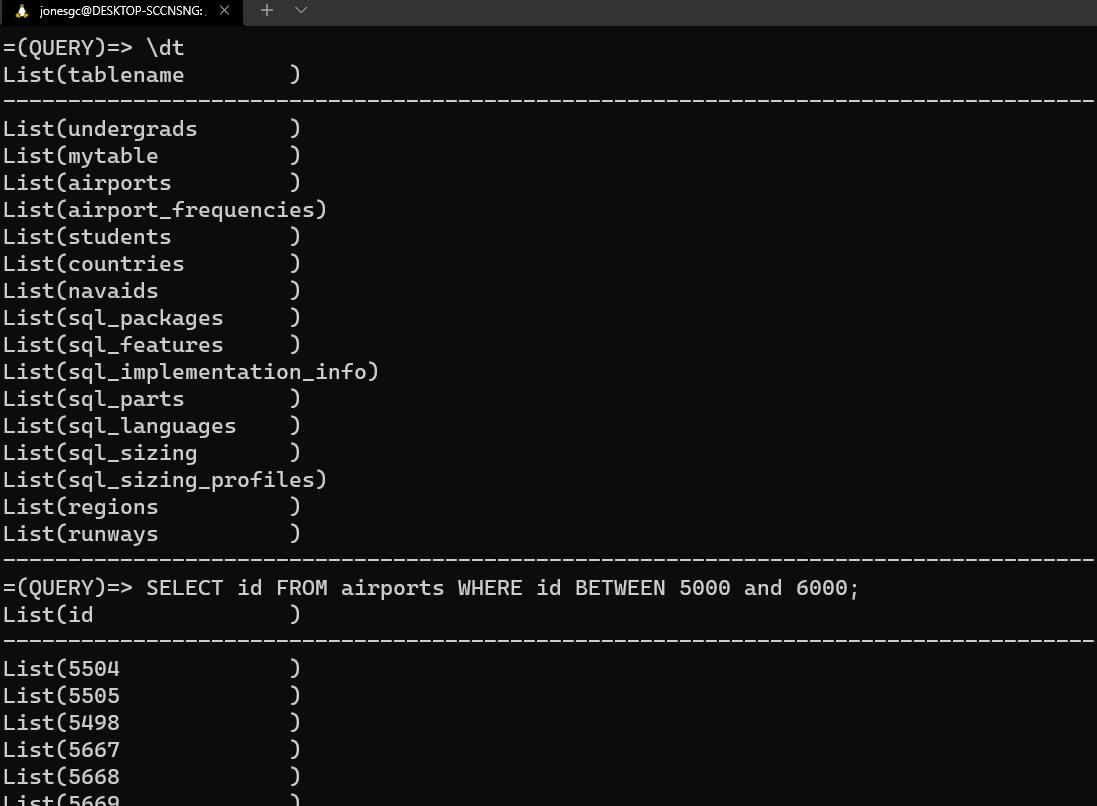 jonesgc@DESKTOP-SCCNSNG:
=(QUERY)=> \dt
List(tablename          )
------------------------------------------------------------------------------------
List(undergrads       )
List(mytable          )
List(airports         )
List(airport_frequencies)
List(students         )
List(countries        )
List(navaids          )
List(sql_packages     )
List(sql_features     )
List(sql_implementation_info)
List(sql_parts        )
List(sql_languages    )
List(sql_sizing       )
List(sql_sizing_profiles)
List(regions          )
List(runways          )
------------------------------------------------------------------------------------
=(QUERY)=> SELECT id FROM airports WHERE id BETWEEN 5000 and 6000;
List(id               )
------------------------------------------------------------------------------------
List(5504             )
List(5505             )
List(5498             )
List(5667             )
List(5668             )
List(5669             )